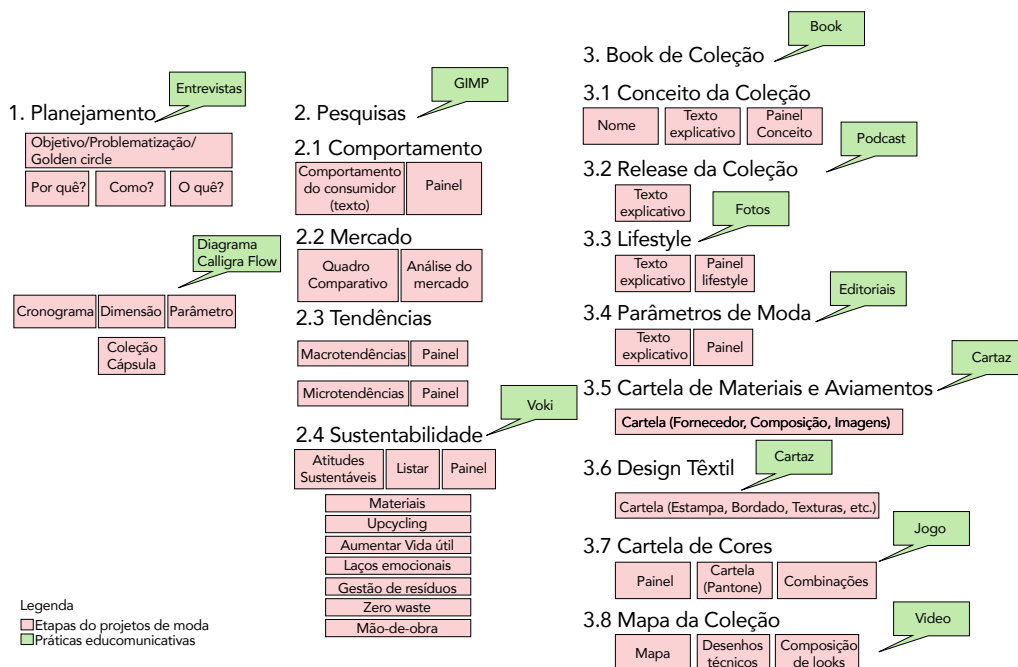 Entrevistas
1. Planejamento
Objetivo/Problematização/
Golden circle
Por quê?
Como?
O quê?
Diagrama
Calligra Flow
Cronograma
Dimensão
Parâmetro
Coleção
Cápsula
Legenda
Etapas do projetos de moda
Práticas educomunicativas
GIMP
2. Pesquisas
2.1 Comportamento
Comportamento
do consumidor
(texto)
Painel
2.2 Mercado
Quadro
Comparativo
Análise do
mercado
2.3 Tendências
Macrotendências
Painel
Microtendências
Painel
Voki
2.4 Sustentabilidade
Atitudes
Sustentáveis
Listar
Painel
Materiais
Upcycling
Aumentar Vida útil
Laços emocionais
Gestão de resíduos
Zero waste
Mão-de-obra
Book
3. Book de Coleção
3.1 Conceito da Coleção
Nome
Texto
explicativo
Painel
Conceito
Podcast
3.2 Release da Coleção
Texto
explicativo
Fotos
3.3 Lifestyle
Texto
explicativo
Painel
lifestyle
Editoriais
3.4 Parâmetros de Moda
Texto
explicativo
Painel
Cartaz
3.5 Cartela de Materiais e Aviamentos
Cartela (Fornecedor, Composição, Imagens)
Cartaz
3.6 Design Têxtil
Cartela (Estampa, Bordado, Texturas, etc.)
Jogo
3.7 Cartela de Cores
Painel
Cartela
(Pantone)
Combinações
Video
3.8 Mapa da Coleção
Mapa
Desenhos
técnicos
Composição
de looks